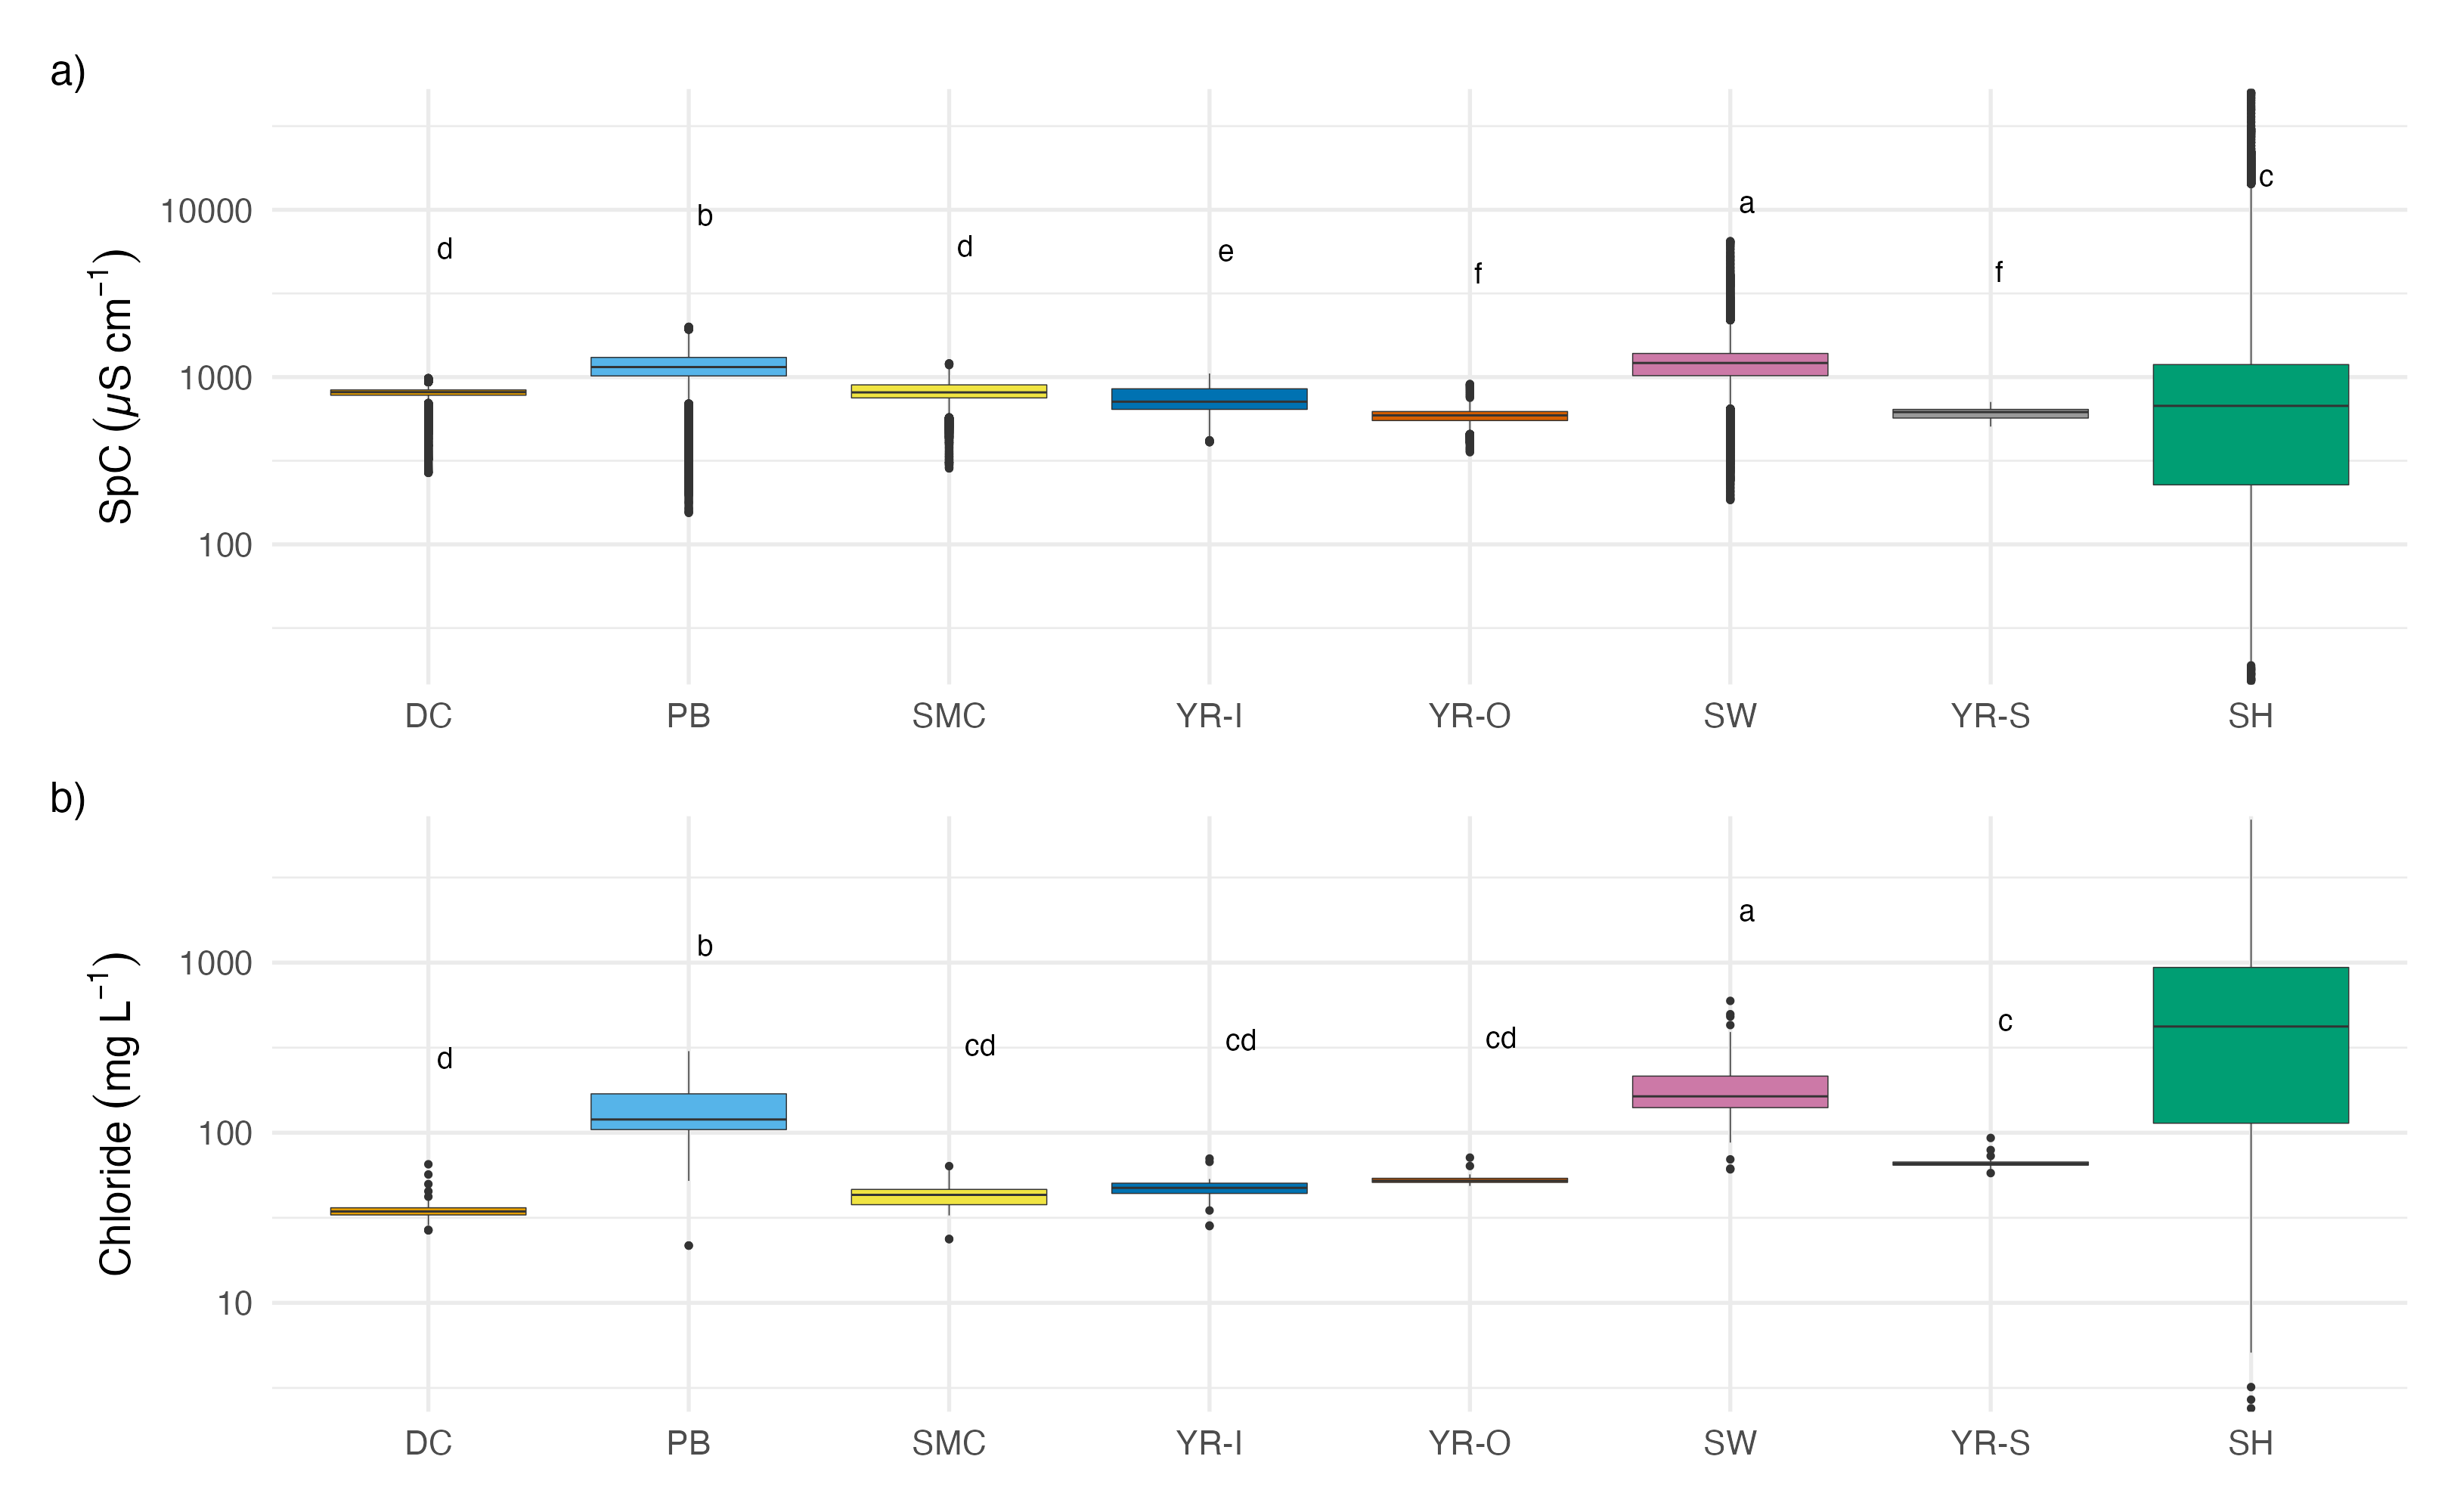 a)
SpC (µS cm⁻¹)
10000
1000
100
d
b
d
e
f
a
f
c
DC PB SMC YR-I YR-O SW YR-S SH
b)
Chloride (mg L⁻¹)
1000
100
10
d
b
cd
cd
cd
a
c
DC PB SMC YR-I YR-O SW YR-S SH